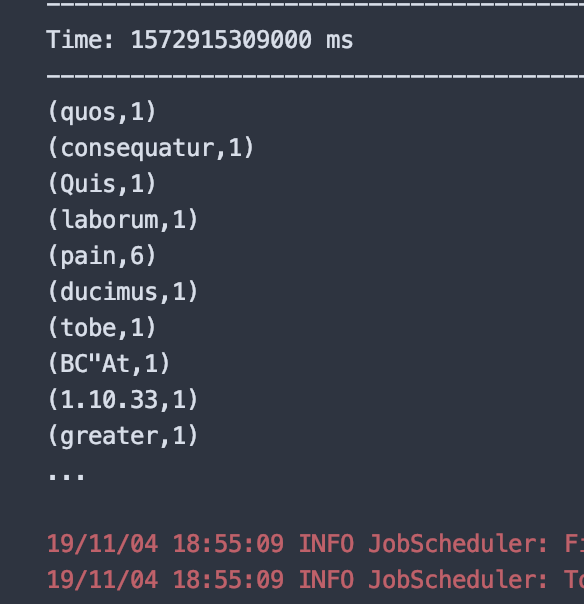 Time: 1572915309000 ms
(quos,1)
(consequatur,1)
(Quis,1)
(laborum,1)
(pain,6)
(ducimus,1)
(tobe,1)
(BC"At,1)
(1.10.33,1)
(greater,1)
...
19/11/04 18:55:09 INFO JobScheduler:
19/11/04 18:55:09 INFO JobScheduler: